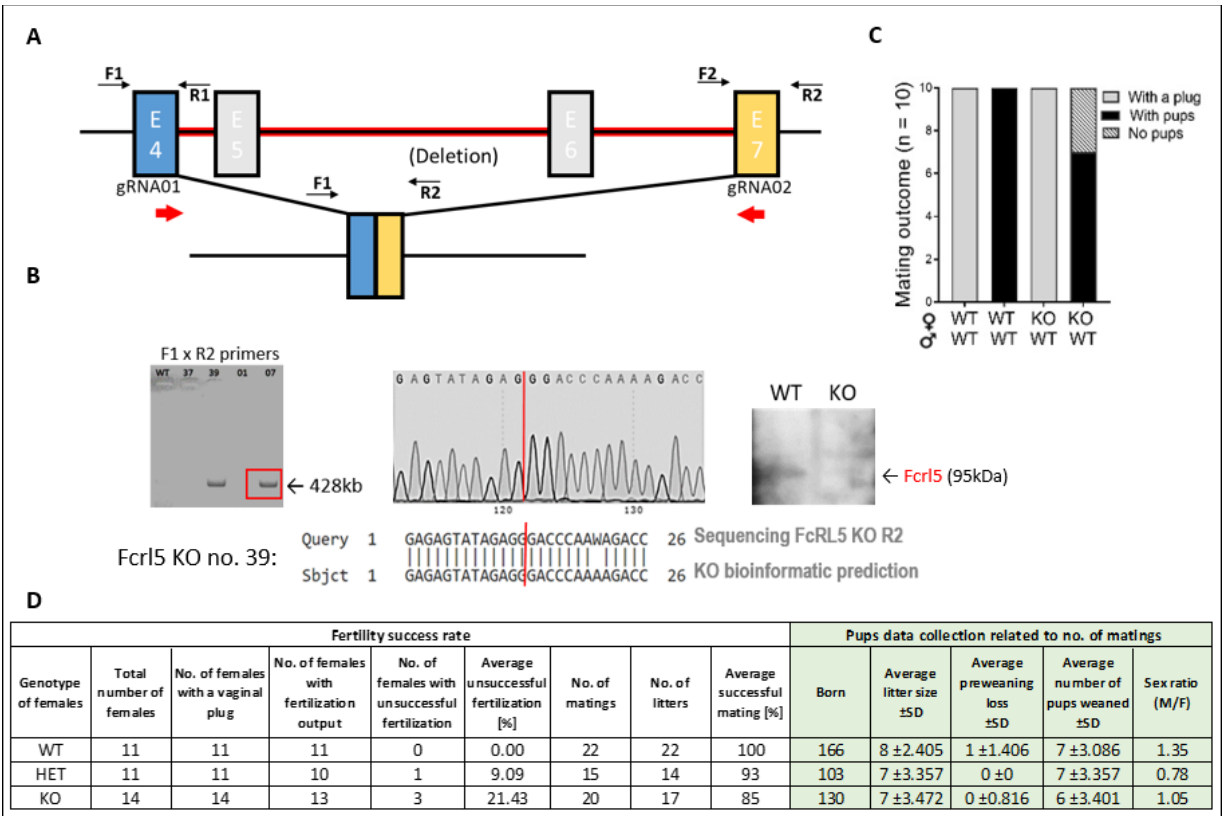 A
F1
R1
F2
R2
E
4
E
5
E
6
E
7
(Deletion)
gRNA01
gRNA02
F1
R2
B
F1 x R2 primers
WT 37 39 01 07
← 428kb
G A G T A T A G A G G G A C C C A A A A G A C C
120 130
WT KO
← Fcrl5 (95kDa)
Fcrl5 KO no. 39:
Query 1 GAGAGTATAGAGGGACCCAAWAGACC 26 Sequencing FcRL5 KO R2
Sbjct 1 GAGAGTATAGAGGGACCCAAAAGACC 26 KO bioinformatic prediction
C
Mating outcome (n = 10)
10
8
6
4
2
0
With a plug
With pups
No pups
♀ WT WT KO KO
♂ WT WT WT WT
D
Fertility success rate
Pups data collection related to no. of matings
Genotype of females
Total number of females
No. of females with a vaginal plug
No. of females with fertilization output
No. of females with unsuccessful fertilization
Average unsuccessful fertilization [%]
No. of matings
No. of litters
Average successful mating [%]
Born
Average litter size ±SD
Average preweaning loss ±SD
Average number of pups weaned ±SD
Sex ratio (M/F)
WT 11 11 11 0 0.00 22 22 100 166 8 ±2.405 1 ±1.406 7 ±3.086 1.35
HET 11 11 10 1 9.09 15 14 93 103 7 ±3.357 0 ±0 7 ±3.357 0.78
KO 14 14 13 3 21.43 20 17 85 130 7 ±3.472 0 ±0.816 6 ±3.401 1.05